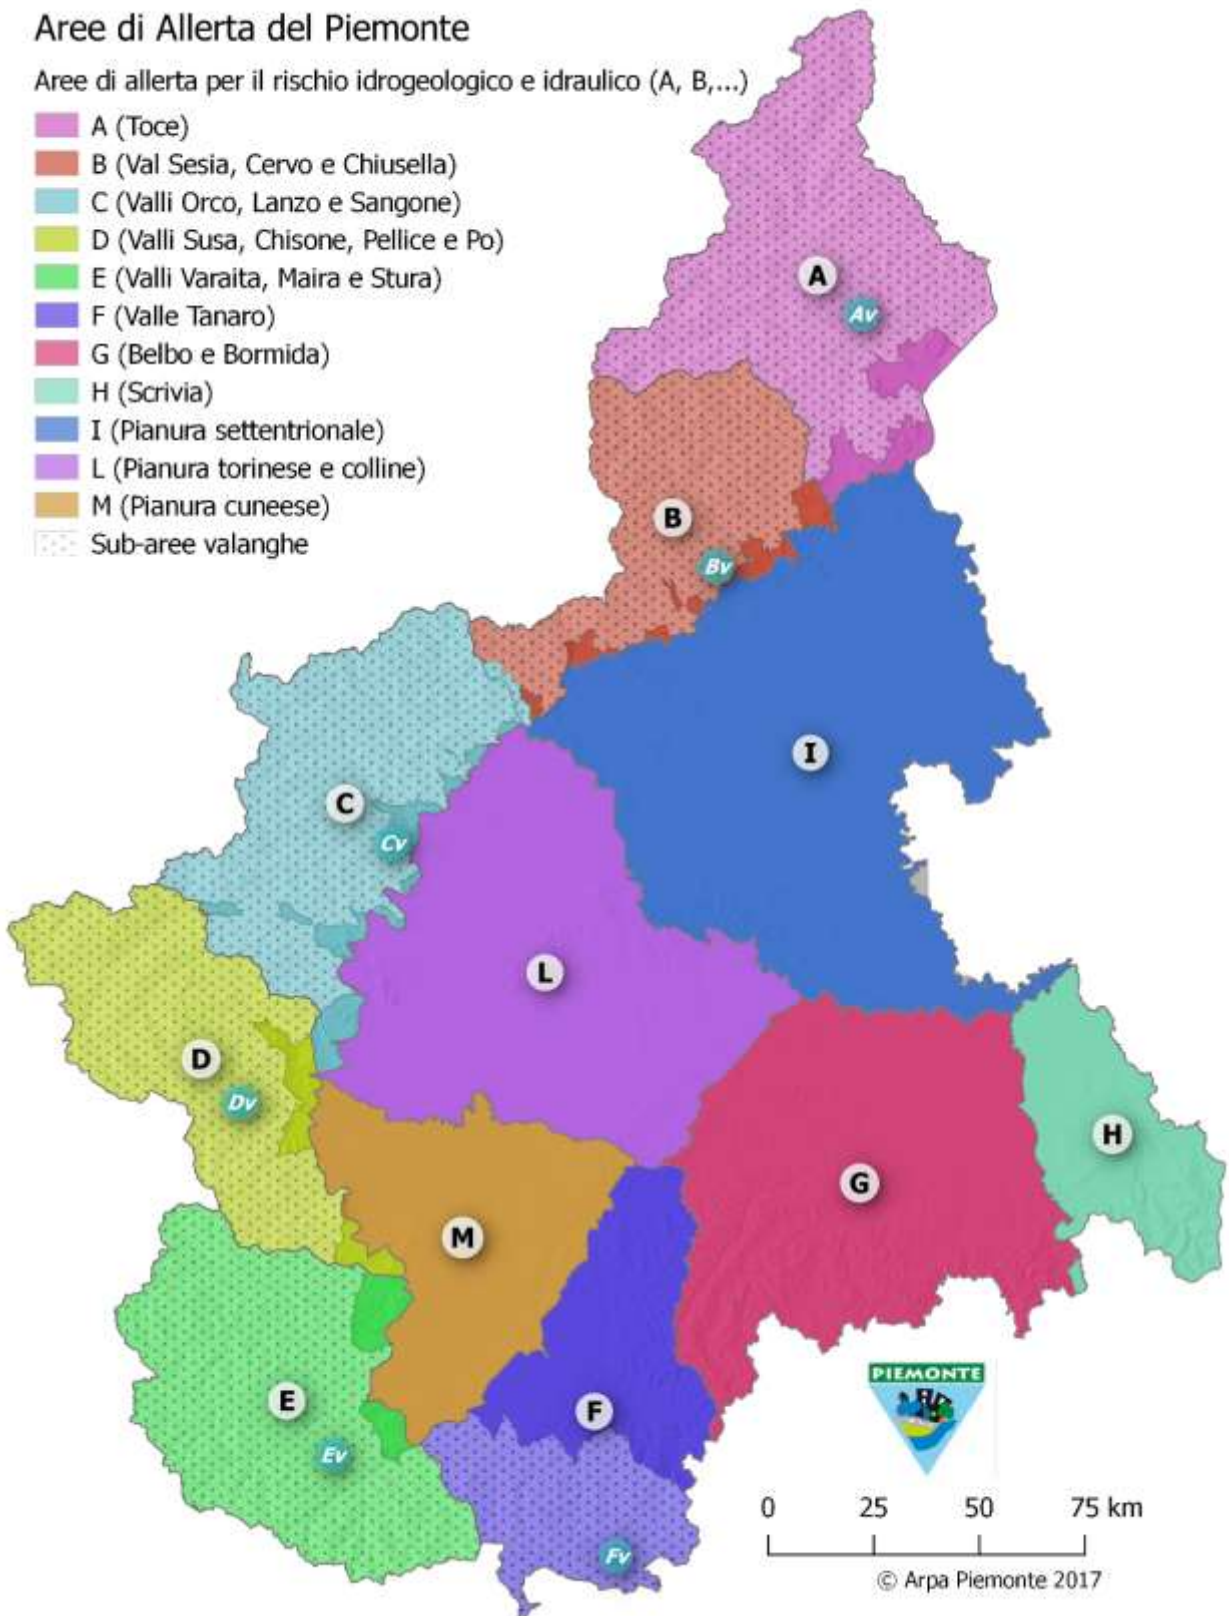 Aree di Allerta del Piemonte
Aree di allerta per il rischio idrogeologico e idraulico (A, B,...)
A (Toce)
B (Val Sesia, Cervo e Chiusella)
C (Valli Orco, Lanzo e Sangone)
D (Valli Susa, Chisone, Pellice e Po)
E (Valli Varaita, Maira e Stura)
F (Valle Tanaro)
G (Belbo e Bormida)
H (Scrivia)
I (Pianura settentrionale)
L (Pianura torinese e colline)
M (Pianura cuneese)
Sub-aree valanghe
A
Av
B
Bv
I
C
Cv
L
D
Dv
H
G
M
E
Ev
F
Fv
PIEMONTE
0 25 50 75 km
© Arpa Piemonte 2017